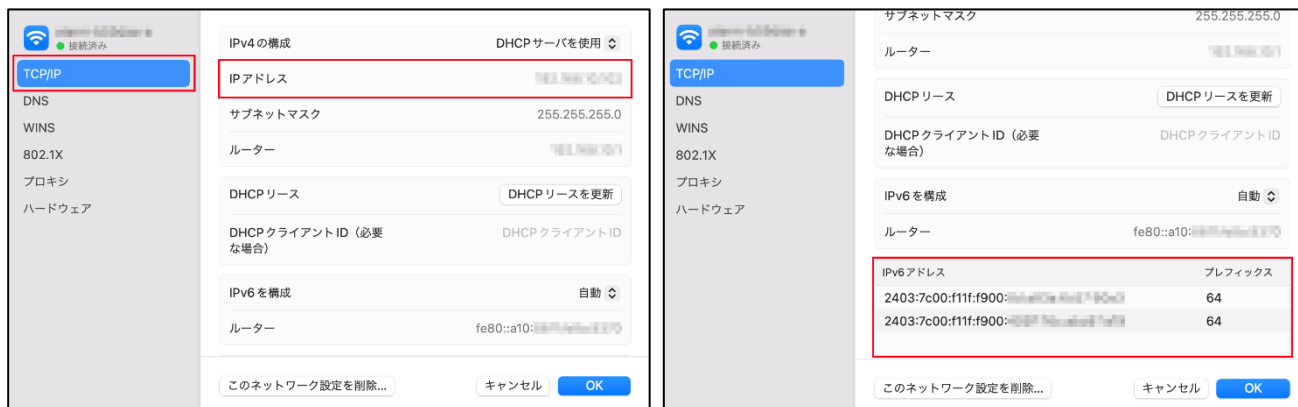 接続済み
TCP/IP
DNS
WINS
802.1X
プロキシ
ハードウェア
IPv4の構成
DHCPサーバを使用
IPアドレス
サブネットマスク
255.255.255.0
ルーター
DHCPリース
DHCPリースを更新
DHCPクライアントID（必要
な場合）
DHCPクライアントID
IPv6を構成
自動
ルーター
fe80::a10:
このネットワーク設定を削除...
キャンセル
OK
接続済み
TCP/IP
DNS
WINS
802.1X
プロキシ
ハードウェア
サブネットマスク
255.255.255.0
ルーター
DHCPリース
DHCPリースを更新
DHCPクライアントID（必要
な場合）
DHCPクライアントID
IPv6を構成
自動
ルーター
fe80::a10:
IPv6アドレス
プレフィックス
2403:7c00:f11f:f900:
64
2403:7c00:f11f:f900:
64
このネットワーク設定を削除...
キャンセル
OK